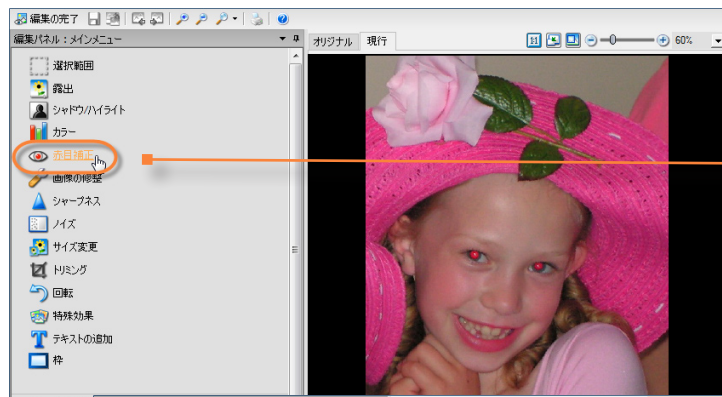 編集の完了
編集パネル：メインメニュー
オリジナル 現行
60%
選択範囲
露出
シャドウ/ハイライト
カラー
赤目補正
画像の修整
シャープネス
ノイズ
サイズ変更
トリミング
回転
特殊効果
テキストの追加
枠